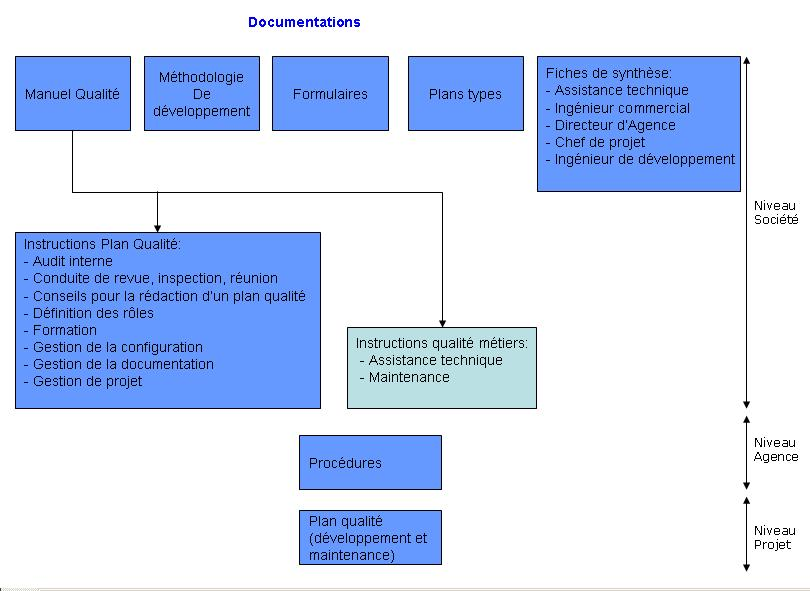 Documentations
Manuel Qualité
Méthodologie
De
développement
Formulaires
Plans types
Fiches de synthèse:
- Assistance technique
- Ingénieur commercial
- Directeur d'Agence
- Chef de projet
- Ingénieur de développement
Niveau
Société
Instructions Plan Qualité:
- Audit interne
- Conduite de revue, inspection, réunion
- Conseils pour la rédaction d'un plan qualité
- Définition des rôles
- Formation
- Gestion de la configuration
- Gestion de la documentation
- Gestion de projet
Instructions qualité métiers:
- Assistance technique
- Maintenance
Procédures
Niveau
Agence
Plan qualité
(développement et
maintenance)
Niveau
Projet